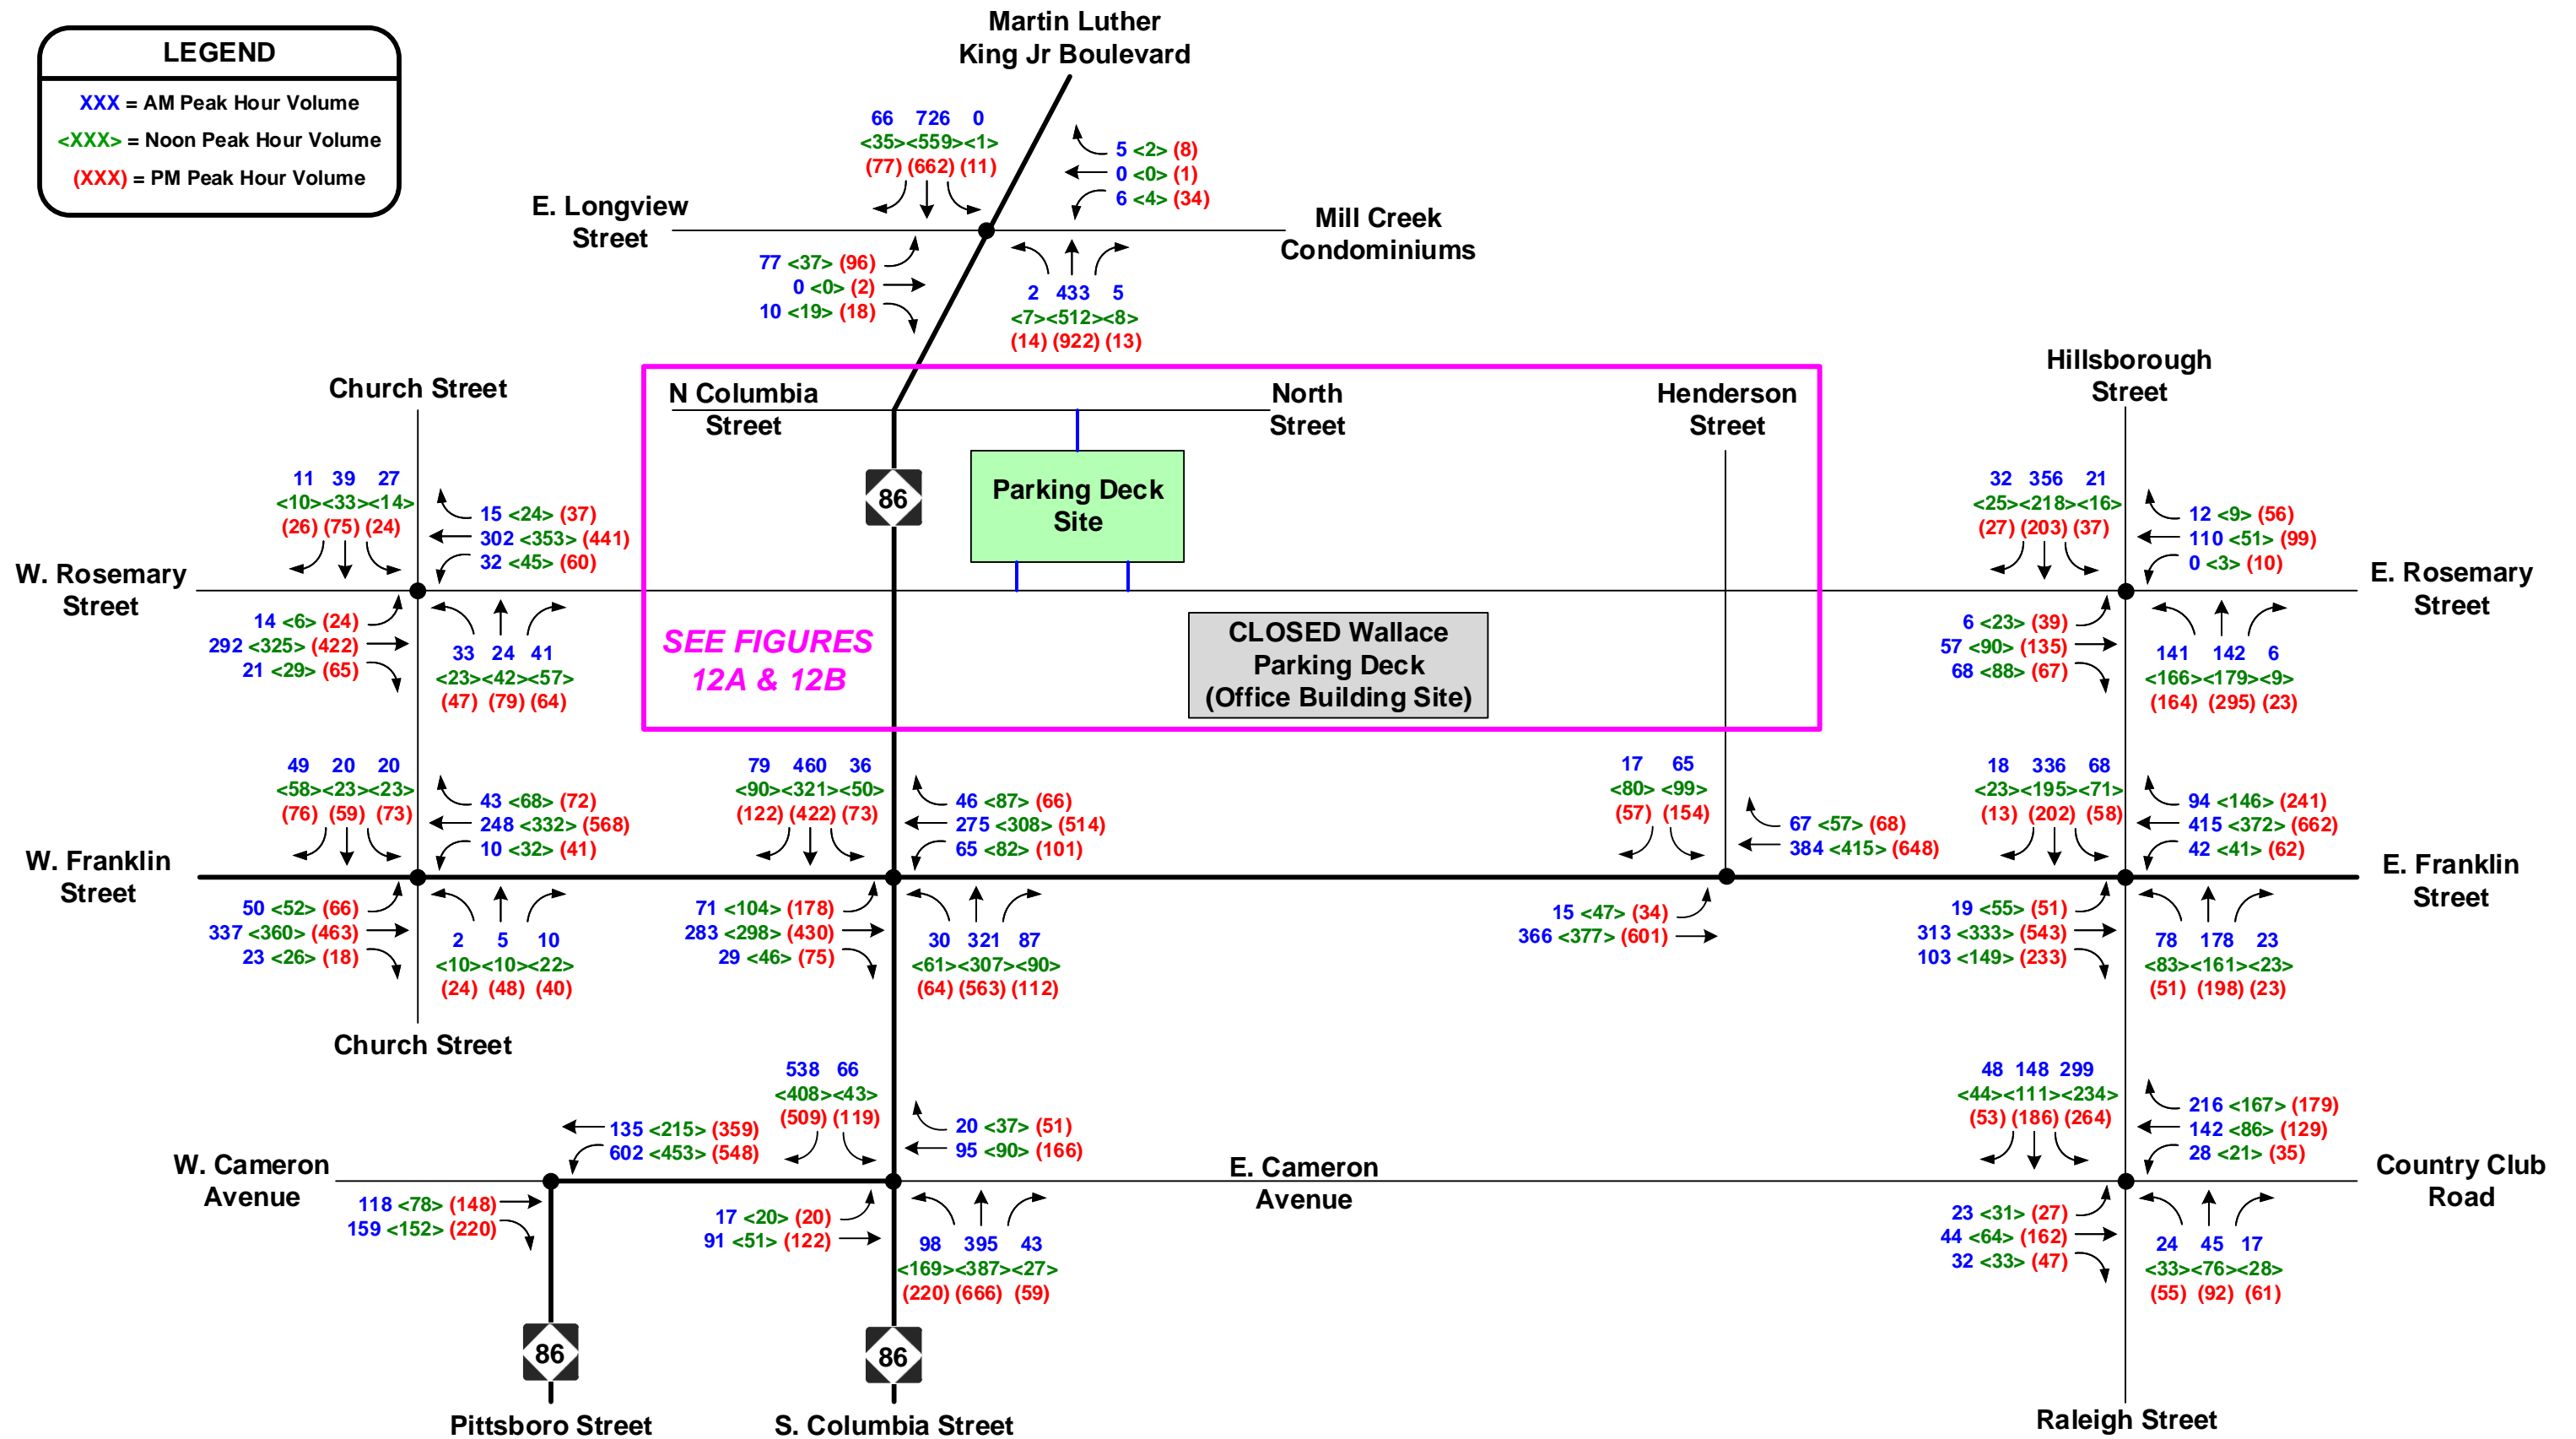 LEGEND
XXX = AM Peak Hour Volume
<XXX> = Noon Peak Hour Volume
(XXX) = PM Peak Hour Volume
Martin Luther
King Jr Boulevard
66 726 0
<35><559><1>
(77) (662) (11)
5 <2> (8)
0 <0> (1)
6 <4> (34)
E. Longview
Street
Mill Creek
Condominiums
77 <37> (96)
0 <0> (2)
10 <19> (18)
2 433 5
<7><512><8>
(14) (922) (13)
Church Street
N Columbia
Street
North
Street
Henderson
Street
Hillsborough
Street
86
Parking Deck
Site
11 39 27
<10><33><14>
(26) (75) (24)
15 <24> (37)
302 <353> (441)
32 <45> (60)
32 356 21
<25><218><16>
(27) (203) (37)
12 <9> (56)
110 <51> (99)
0 <3> (10)
W. Rosemary
Street
E. Rosemary
Street
14 <6> (24)
292 <325> (422)
21 <29> (65)
33 24 41
<23><42><57>
(47) (79) (64)
SEE FIGURES
12A & 12B
CLOSED Wallace
Parking Deck
(Office Building Site)
6 <23> (39)
57 <90> (135)
68 <88> (67)
141 142 6
<166><179><9>
(164) (295) (23)
49 20 20
<58><23><23>
(76) (59) (73)
43 <68> (72)
248 <332> (568)
10 <32> (41)
79 460 36
<90><321><50>
(122) (422) (73)
46 <87> (66)
275 <308> (514)
65 <82> (101)
17 65
<80> <99>
(57) (154)
67 <57> (68)
384 <415> (648)
18 336 68
<23><195><71>
(13) (202) (58)
94 <146> (241)
415 <372> (662)
42 <41> (62)
W. Franklin
Street
E. Franklin
Street
50 <52> (66)
337 <360> (463)
23 <26> (18)
2 5 10
<10><10><22>
(24) (48) (40)
71 <104> (178)
283 <298> (430)
29 <46> (75)
30 321 87
<61><307><90>
(64) (563) (112)
15 <47> (34)
366 <377> (601)
19 <55> (51)
313 <333> (543)
103 <149> (233)
78 178 23
<83><161><23>
(51) (198) (23)
Church Street
538 66
<408><43>
(509) (119)
135 <215> (359)
602 <453> (548)
20 <37> (51)
95 <90> (166)
48 148 299
<44><111><234>
(53) (186) (264)
216 <167> (179)
142 <86> (129)
28 <21> (35)
W. Cameron
Avenue
E. Cameron
Avenue
Country Club
Road
118 <78> (148)
159 <152> (220)
17 <20> (20)
91 <51> (122)
98 395 43
<169><387><27>
(220) (666) (59)
23 <31> (27)
44 <64> (162)
32 <33> (47)
24 45 17
<33><76><28>
(55) (92) (61)
86
86
Pittsboro Street
S. Columbia Street
Raleigh Street